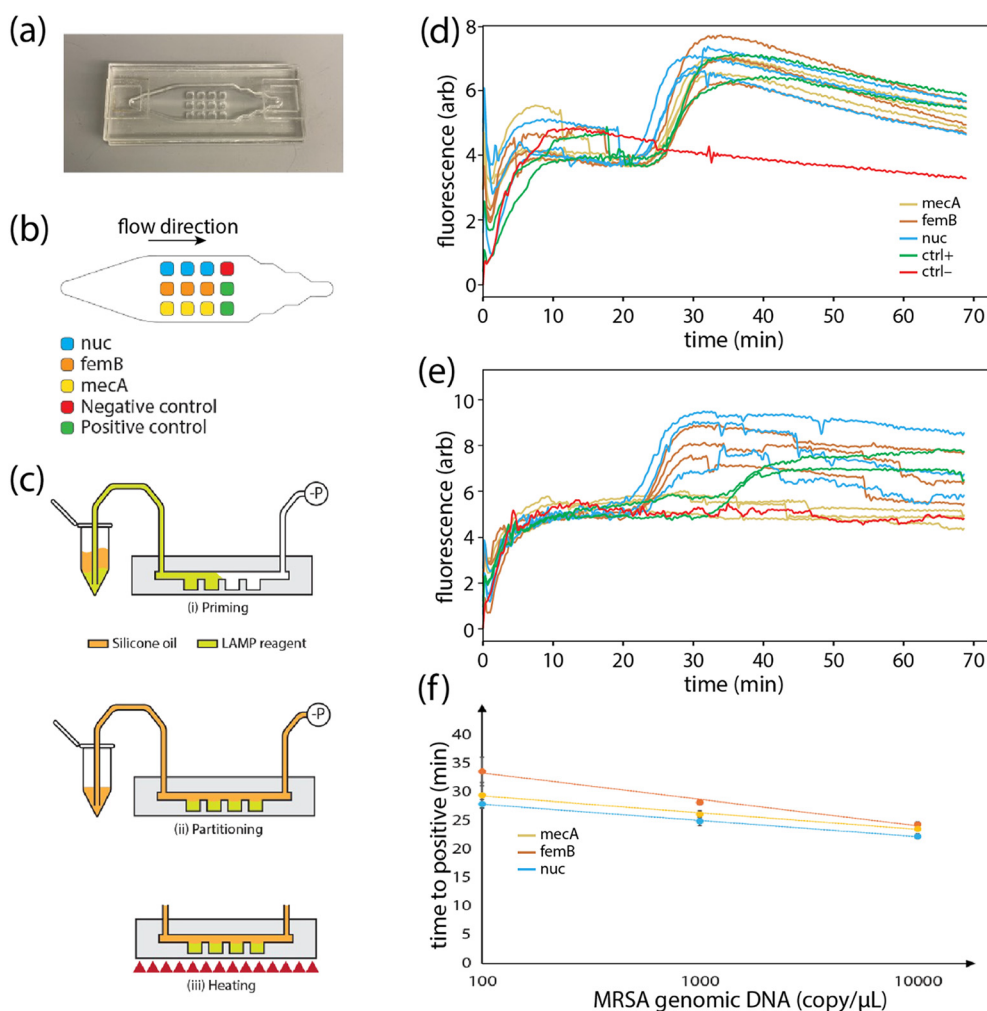 (a)
(b)
flow direction
nuc
femB
mecA
Negative control
Positive control
(c)
-P
(i) Priming
Silicone oil
LAMP reagent
-P
(ii) Partitioning
(iii) Heating
(d)
fluorescence (arb)
8
6
4
2
0
mecA
femB
nuc
ctrl+
ctrl−
0 10 20 30 40 50 60 70
time (min)
(e)
fluorescence (arb)
10
8
6
4
2
0
0 10 20 30 40 50 60 70
time (min)
(f)
time to positive (min)
40
35
30
25
20
15
10
5
0
mecA
femB
nuc
100 1000 10000
MRSA genomic DNA (copy/μL)